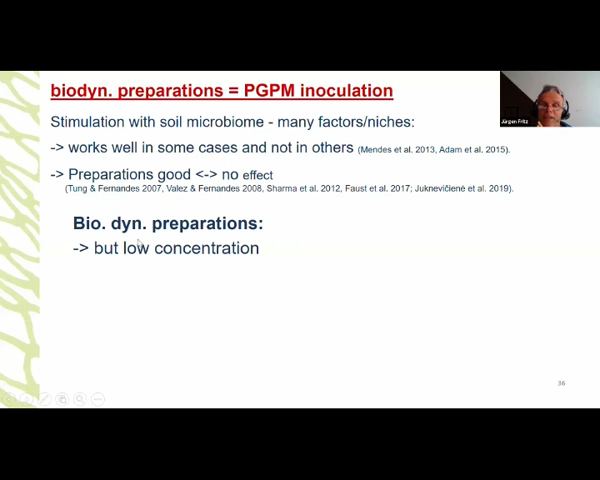 biodyn. preparations = PGPM inoculation
Jürgen Fritz
Stimulation with soil microbiome - many factors/niches:
-> works well in some cases and not in others (Mendes et al. 2013, Adam et al. 2015).
-> Preparations good <-> no effect
(Tung & Fernandes 2007, Valez & Fernandes 2008, Sharma et al. 2012, Faust et al. 2017; Juknevičienė et al. 2019).
Bio. dyn. preparations:
-> but low concentration
36